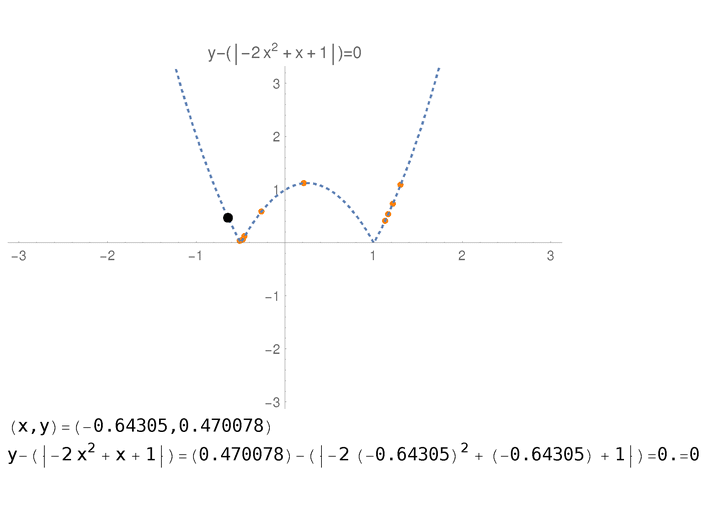 y−(|−2x²+x+1|)=0
3
2
1
−3 −2 −1 1 2 3
−1
−2
−3
(x,y)=(−0.64305,0.470078)
y−(|−2x²+x+1|)=(0.470078)−(|−2 (−0.64305)²+(−0.64305) +1|)=0.=0